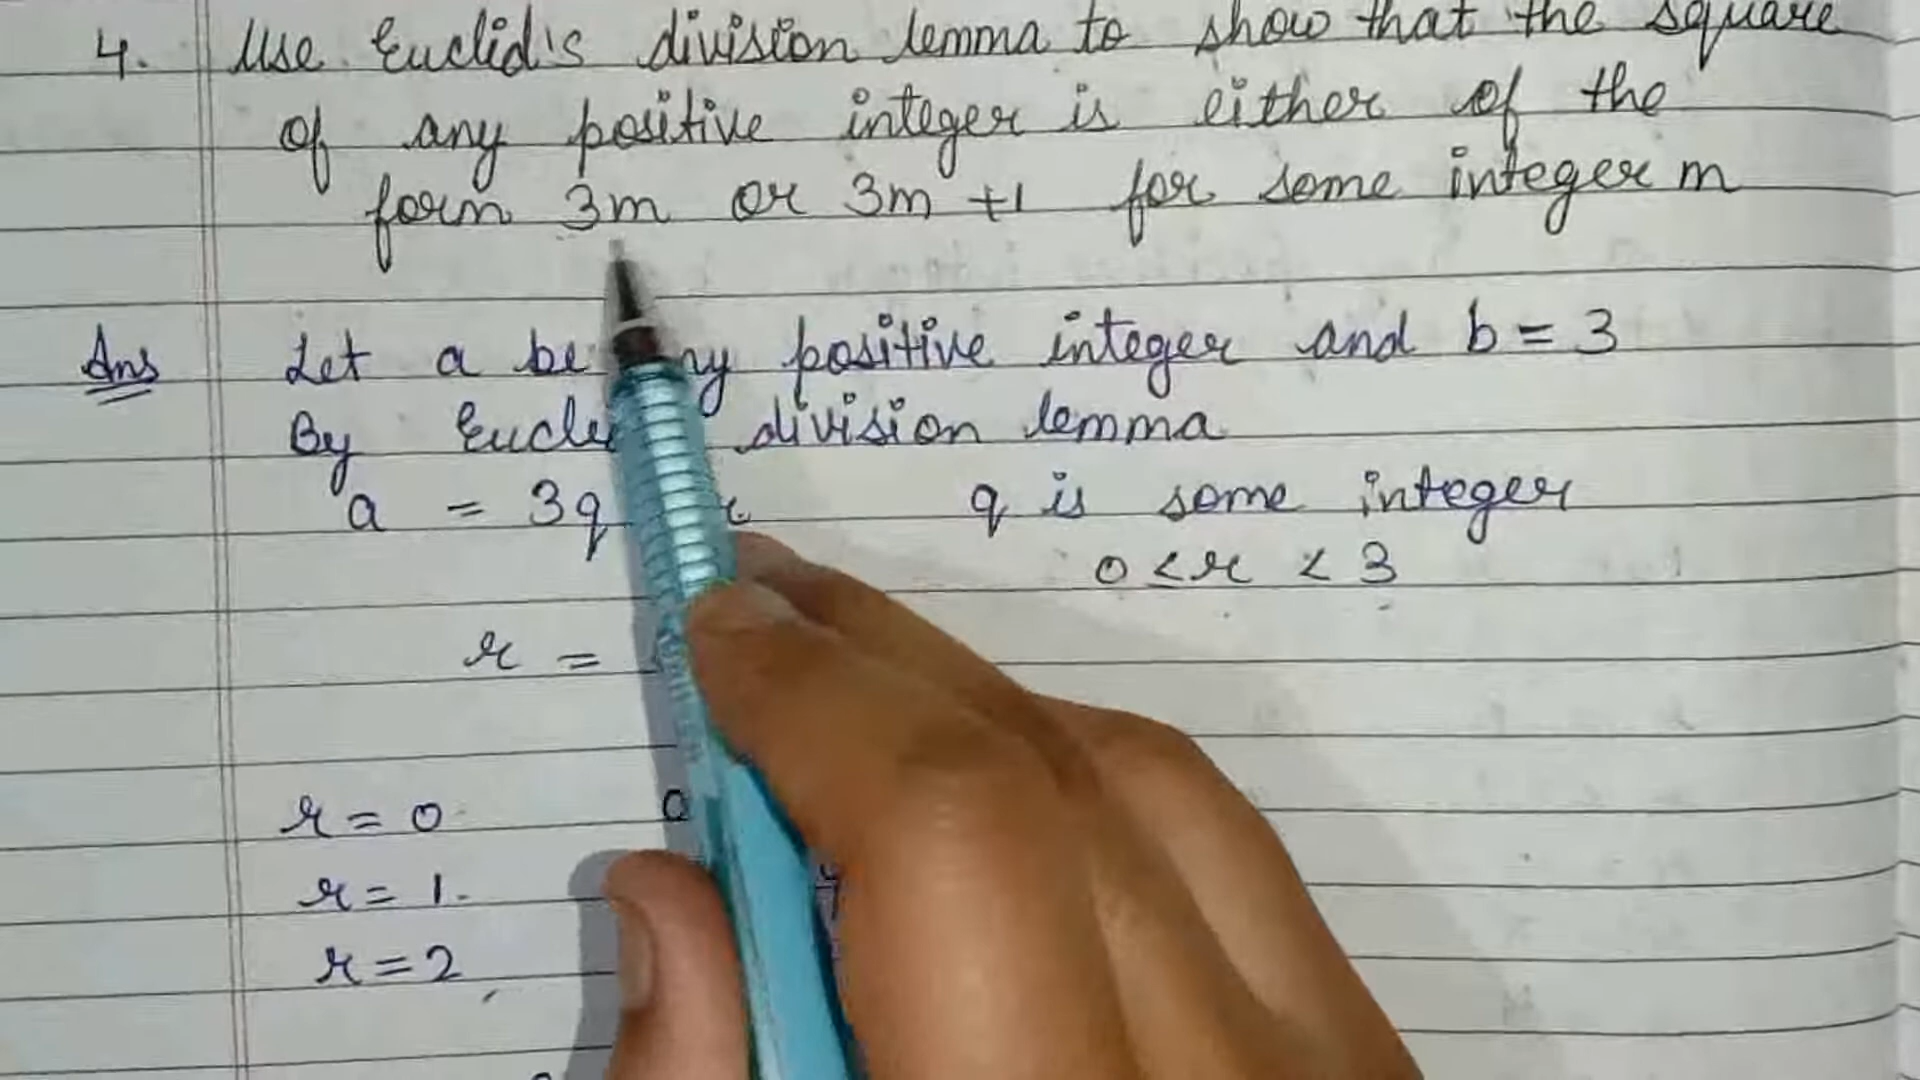 4. Use Euclid's division lemma to show that the square
of any positive integer is either of the
form 3m or 3m +1 for some integer m
Ans Let a be positive integer and b = 3
By division lemma
a = 3q q is some integer
0 < r < 3
r =
r = 0
r = 1.
r = 2